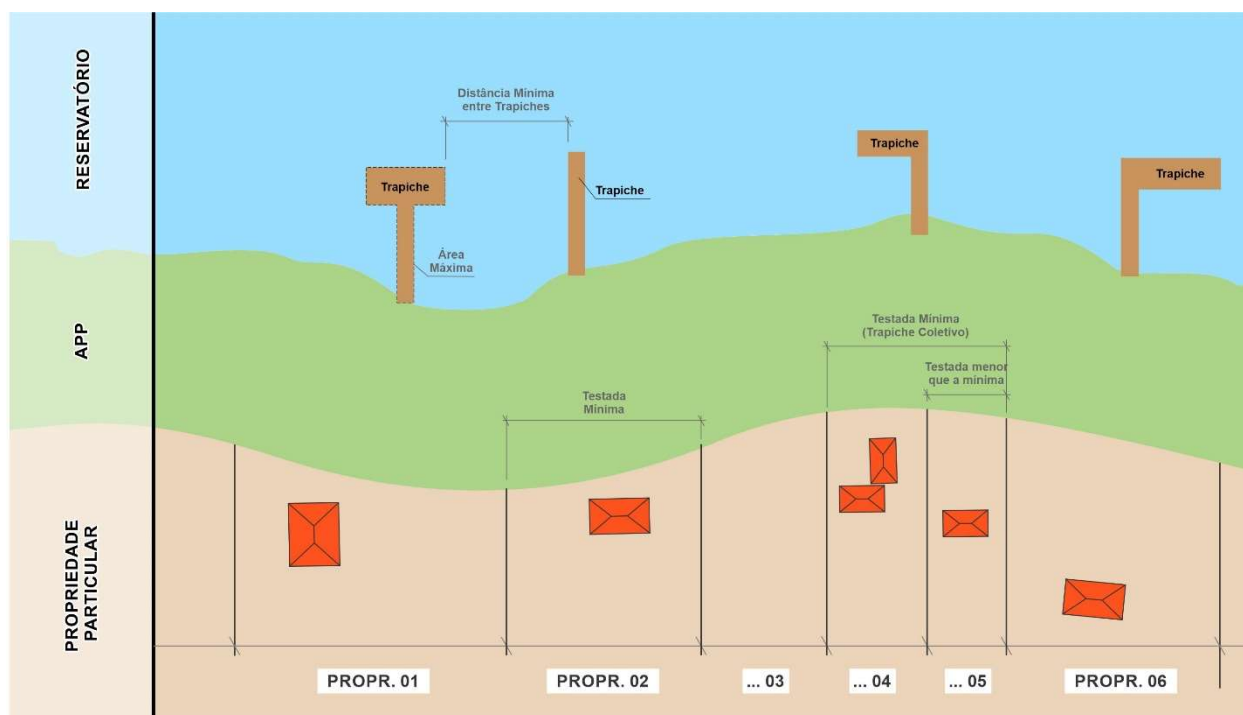 RESERVATÓRIO
APP
PROPRIEDADE
PARTICULAR
Distância Mínima
entre Trapiches
Trapiche
Trapiche
Trapiche
Trapiche
Área
Máxima
Testada Mínima
(Trapiche Coletivo)
Testada menor
que a mínima
Testada
Mínima
PROPR. 01
PROPR. 02
... 03
... 04
... 05
PROPR. 06